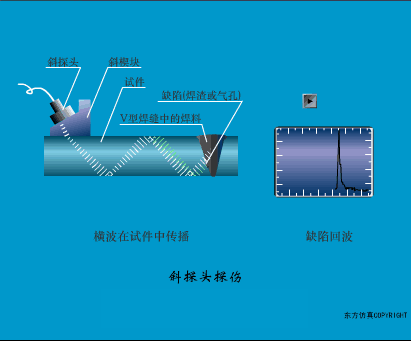 斜探头
斜楔块
试件
缺陷(焊渣或气孔)
V型焊缝中的焊料
横波在试件中传播
缺陷回波
斜探头探伤
东方仿真COPYRIGHT